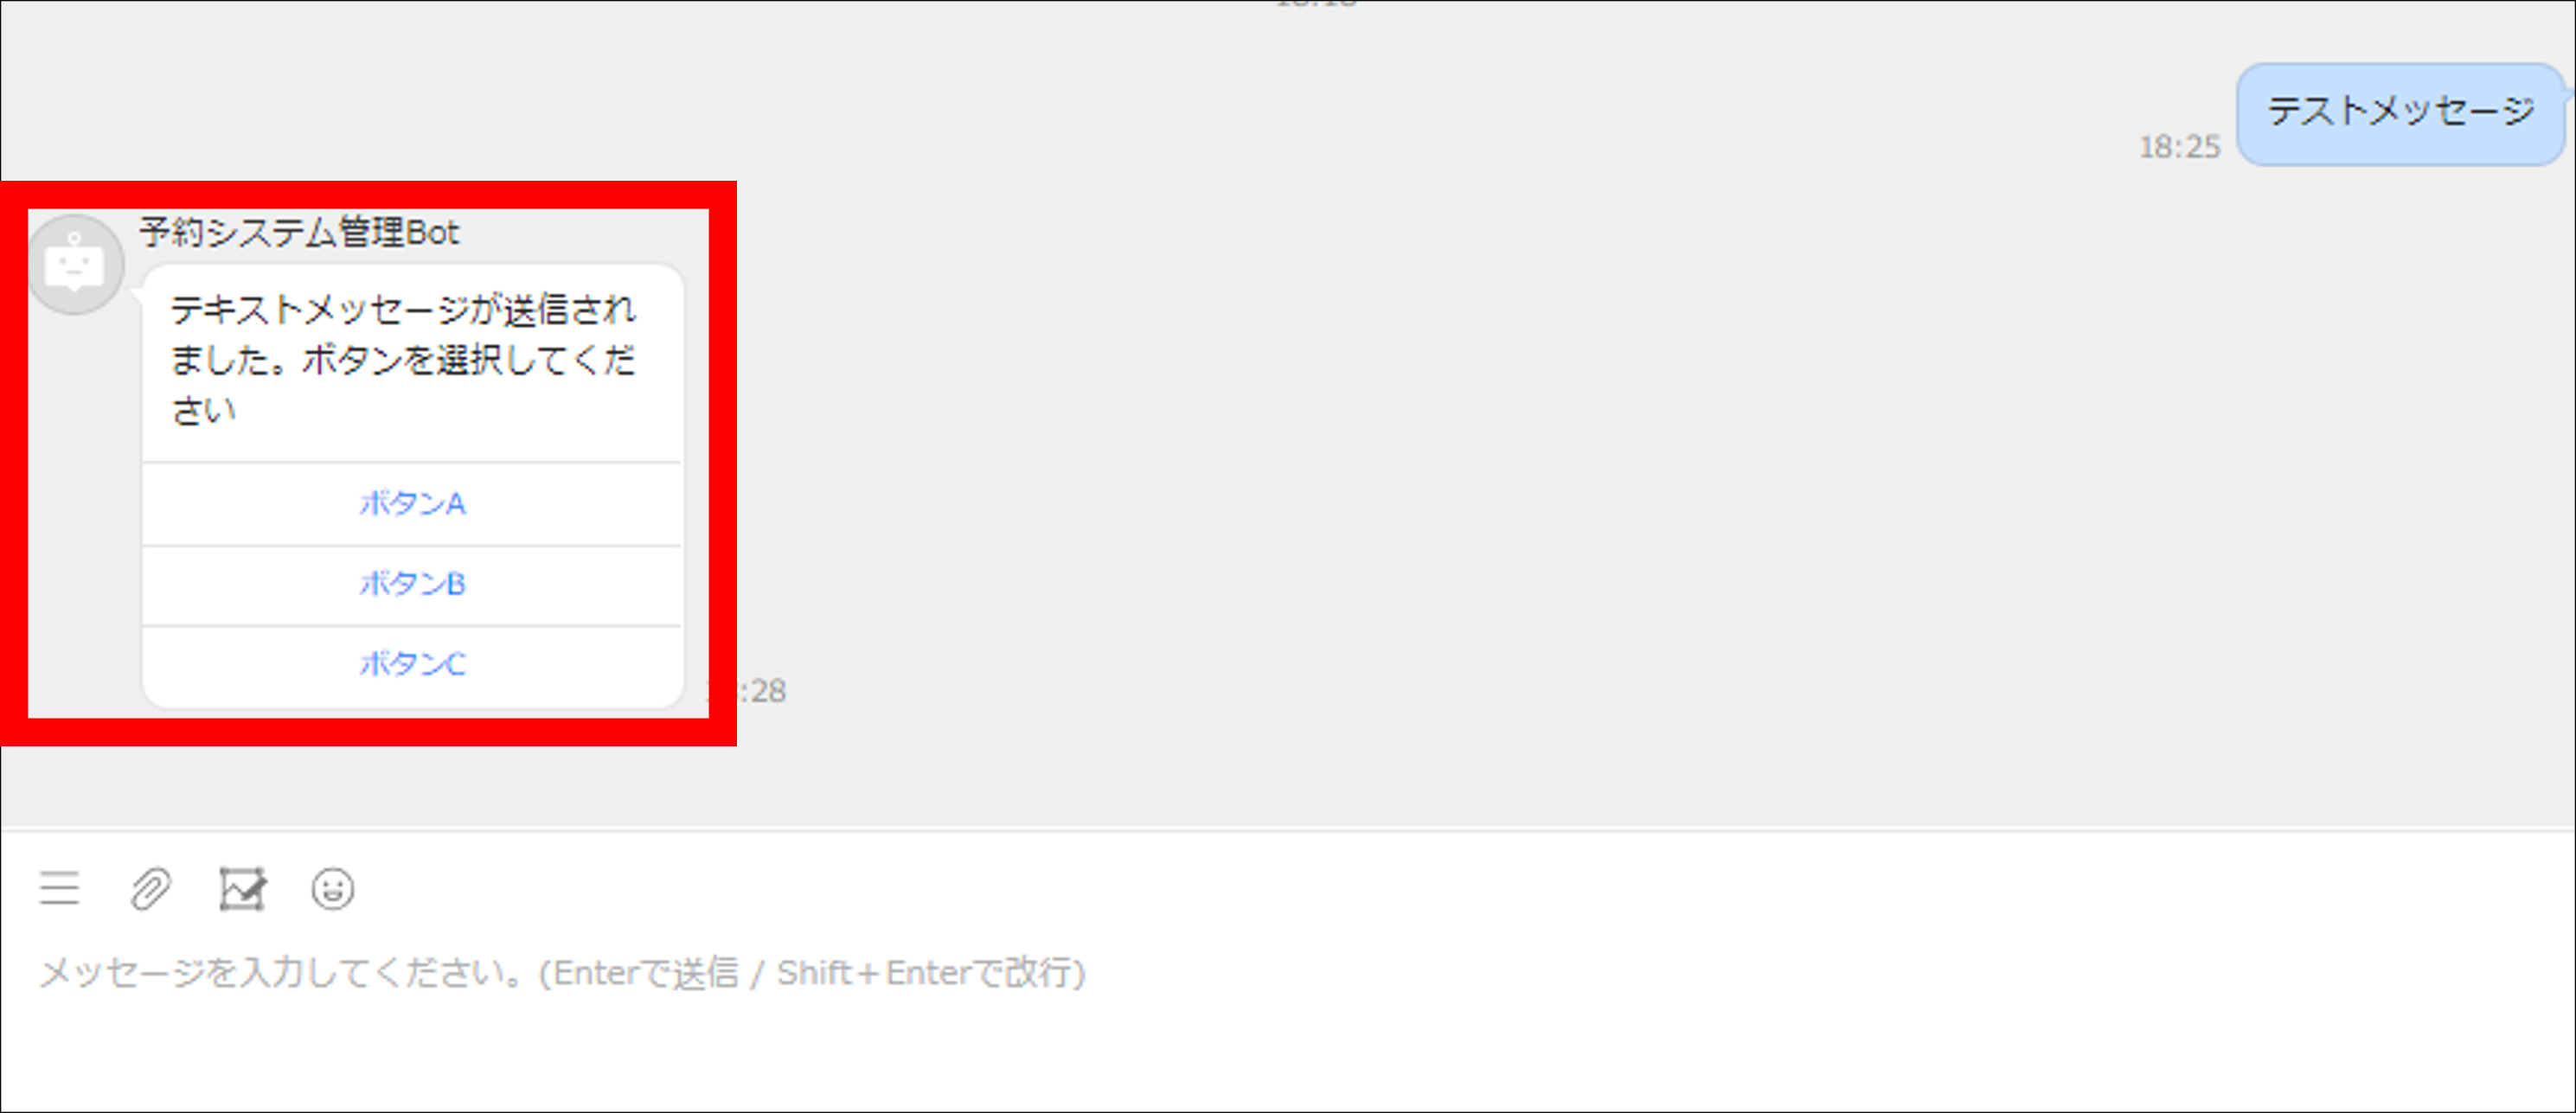 テストメッセージ
18:25
予約システム管理Bot
テキストメッセージが送信され
ました。ボタンを選択してくだ
さい
ボタンA
ボタンB
ボタンC
:28
メッセージを入力してください。(Enterで送信 / Shift+Enterで改行)